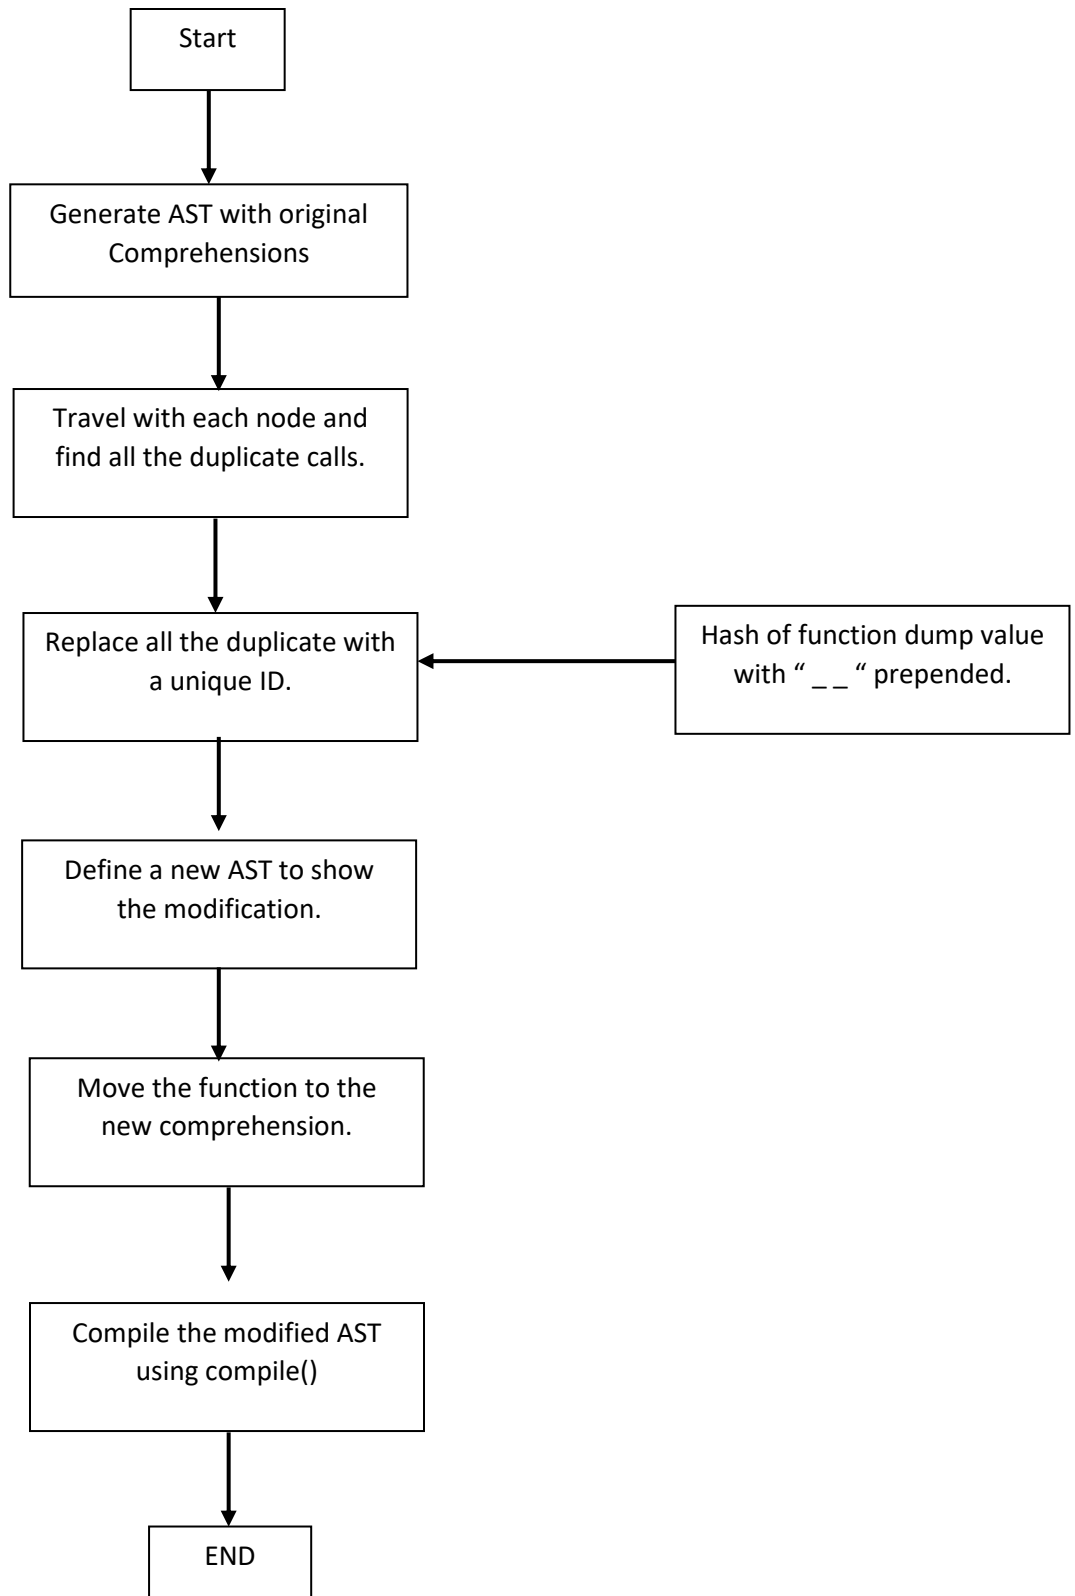 Start
Generate AST with original
Comprehensions
Travel with each node and
find all the duplicate calls.
Replace all the duplicate with
a unique ID.
Hash of function dump value
with “ _ _ “ prepended.
Define a new AST to show
the modification.
Move the function to the
new comprehension.
Compile the modified AST
using compile()
END